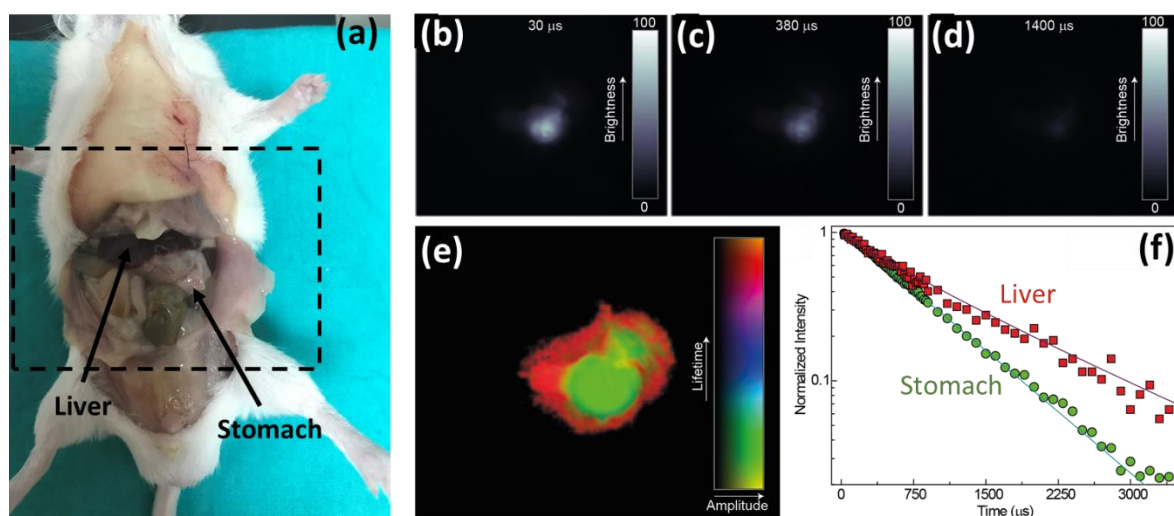 (a)
Liver
Stomach
(b)
30 µs
100
Brightness
0
(c)
380 µs
100
Brightness
0
(d)
1400 µs
100
Brightness
0
(e)
Lifetime
Amplitude
(f)
1
Normalized Intensity
0.1
Liver
Stomach
0
750
1500
2250
3000
Time (µs)